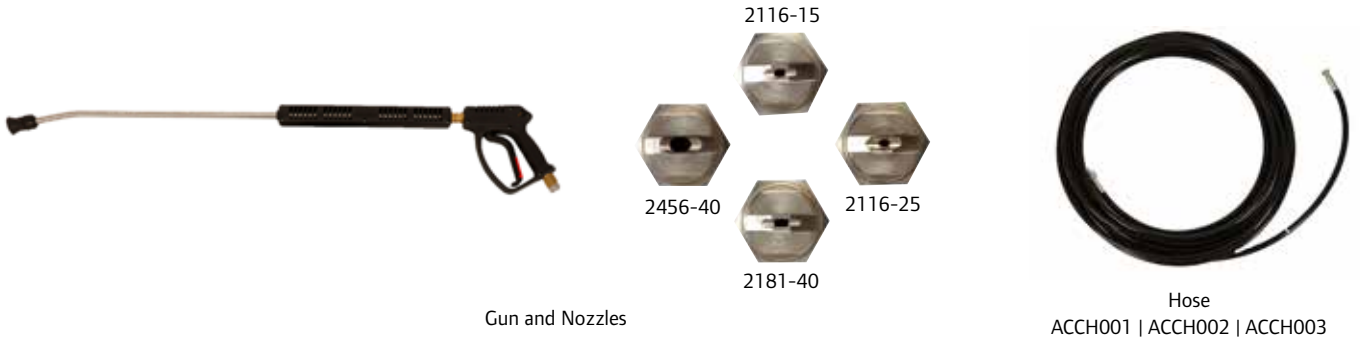 2116-15
2456-40
2116-25
2181-40
Gun and Nozzles
Hose
ACCH001 | ACCH002 | ACCH003